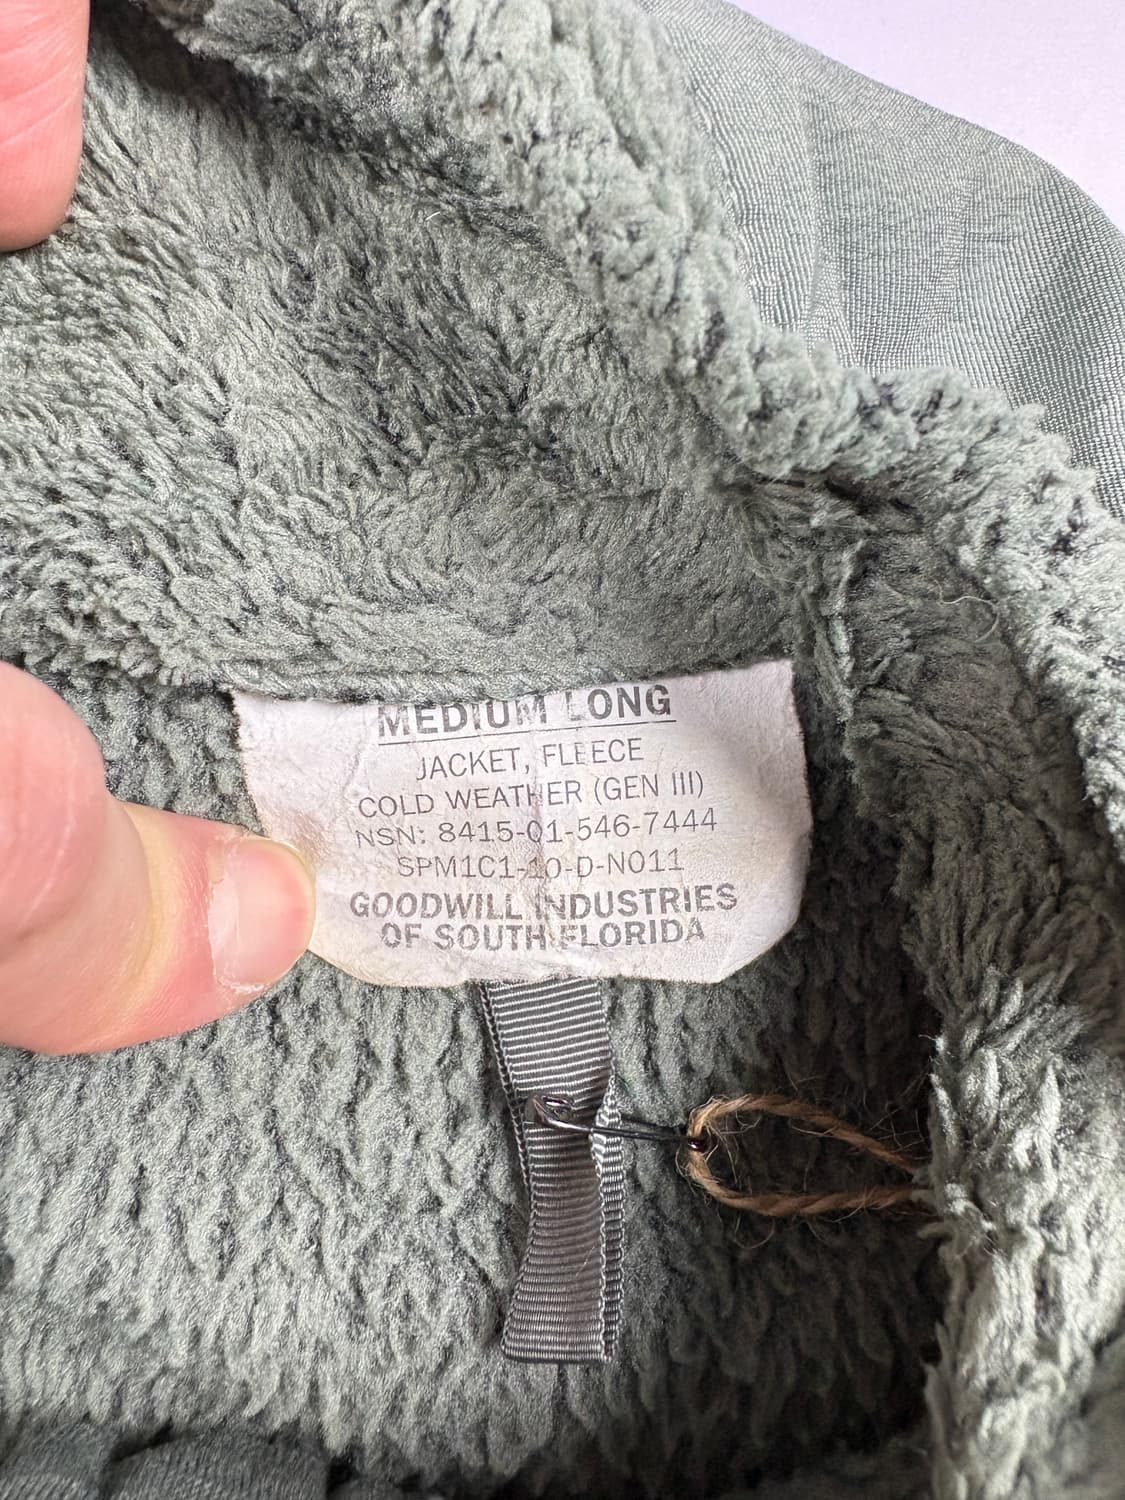 MEDIUM LONG
JACKET, FLEECE
COLD WEATHER (GEN III)
NSN: 8415-01-546-7444
SPM1C1-10-D-N011
GOODWILL INDUSTRIES
OF SOUTH FLORIDA